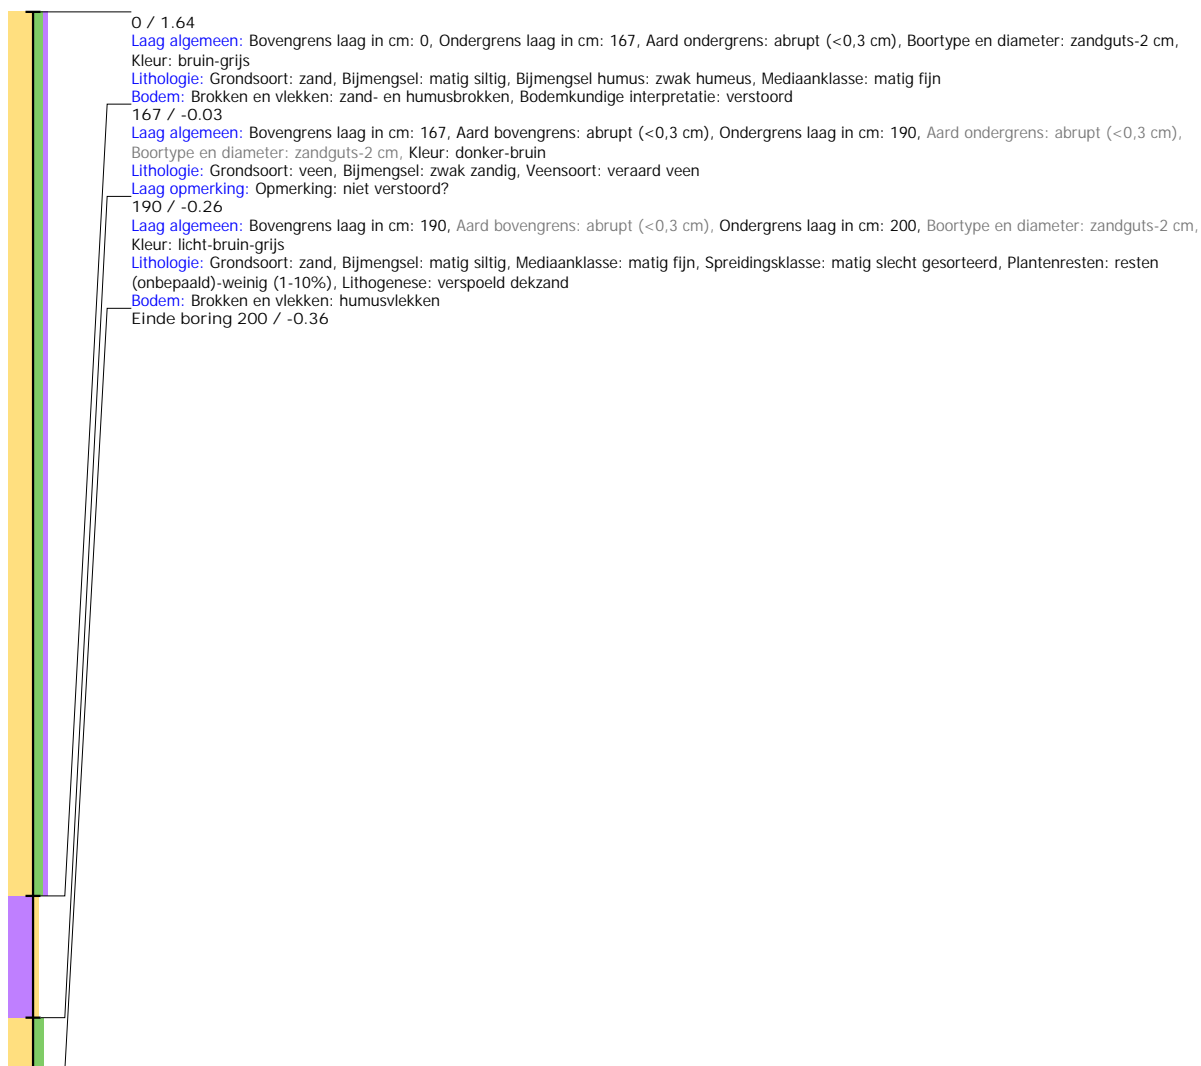 0 / 1.64
Laag algemeen: Bovengrens laag in cm: 0, Ondergrens laag in cm: 167, Aard ondergrens: abrupt (<0,3 cm), Boortype en diameter: zandguts-2 cm,
Kleur: bruin-grijs
Lithologie: Grondsoort: zand, Bijmengsel: matig siltig, Bijmengsel humus: zwak humeus, Mediaanklasse: matig fijn
Bodem: Brokken en vlekken: zand- en humusbrokken, Bodemkundige interpretatie: verstoord
167 / -0.03
Laag algemeen: Bovengrens laag in cm: 167, Aard bovengrens: abrupt (<0,3 cm), Ondergrens laag in cm: 190, Aard ondergrens: abrupt (<0,3 cm),
Boortype en diameter: zandguts-2 cm, Kleur: donker-bruin
Lithologie: Grondsoort: veen, Bijmengsel: zwak zandig, Veensoort: veraard veen
Laag opmerking: Opmerking: niet verstoord?
190 / -0.26
Laag algemeen: Bovengrens laag in cm: 190, Aard bovengrens: abrupt (<0,3 cm), Ondergrens laag in cm: 200, Boortype en diameter: zandguts-2 cm,
Kleur: licht-bruin-grijs
Lithologie: Grondsoort: zand, Bijmengsel: matig siltig, Mediaanklasse: matig fijn, Spreidingsklasse: matig slecht gesorteerd, Plantenresten: resten
(onbepaald)-weinig (1-10%), Lithogenese: verspoeld dekzand
Bodem: Brokken en vlekken: humusvlekken
Einde boring 200 / -0.36